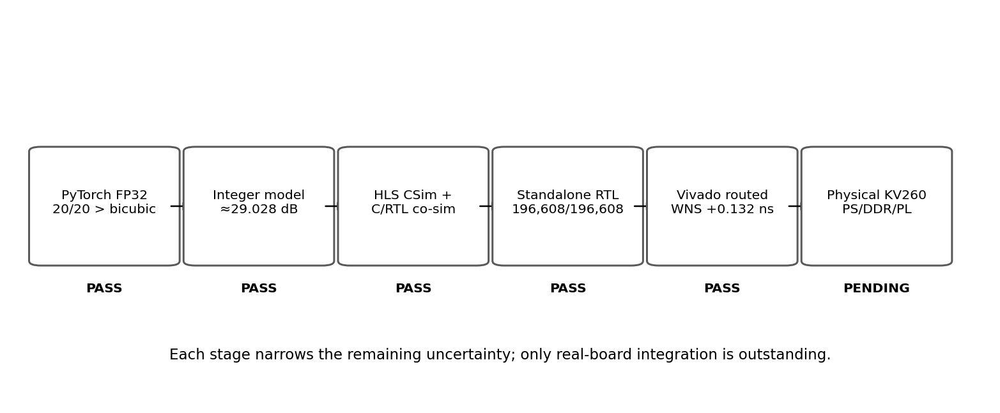 PyTorch FP32
20/20 > bicubic
Integer model
≈29.028 dB
HLS CSim +
C/RTL co-sim
Standalone RTL
196,608/196,608
Vivado routed
WNS +0.132 ns
Physical KV260
PS/DDR/PL
PASS
PASS
PASS
PASS
PASS
PENDING
Each stage narrows the remaining uncertainty; only real-board integration is outstanding.